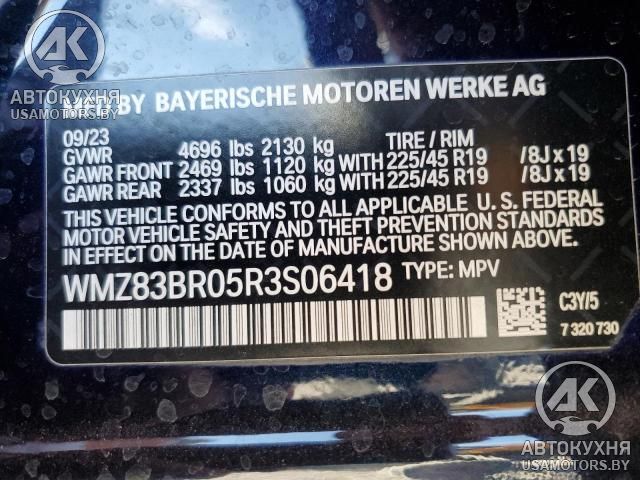 AK
АВТОКУХНЯ
USAMOTORS.BY
MFD BY BAYERISCHE MOTOREN WERKE AG
09/23
GVWR 4696 lbs 2130 kg TIRE / RIM
GAWR FRONT 2469 lbs 1120 kg WITH 225/45 R19 /8J x 19
GAWR REAR 2337 lbs 1060 kg WITH 225/45 R19 /8J x 19
THIS VEHICLE CONFORMS TO ALL APPLICABLE U. S. FEDERAL
MOTOR VEHICLE SAFETY AND THEFT PREVENTION STANDARDS
IN EFFECT ON THE DATE OF MANUFACTURE SHOWN ABOVE.
WMZ83BR05R3S06418 TYPE: MPV
C3Y/5
7 320 730
AK
АВТОКУХНЯ
USAMOTORS.BY